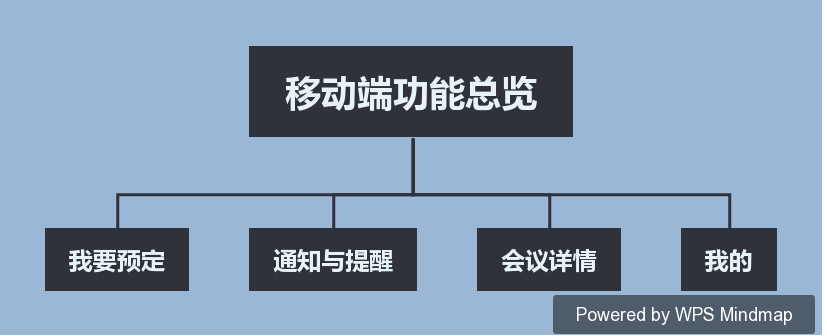 移动端功能总览
我要预定
通知与提醒
会议详情
我的
Powered by WPS Mindmap